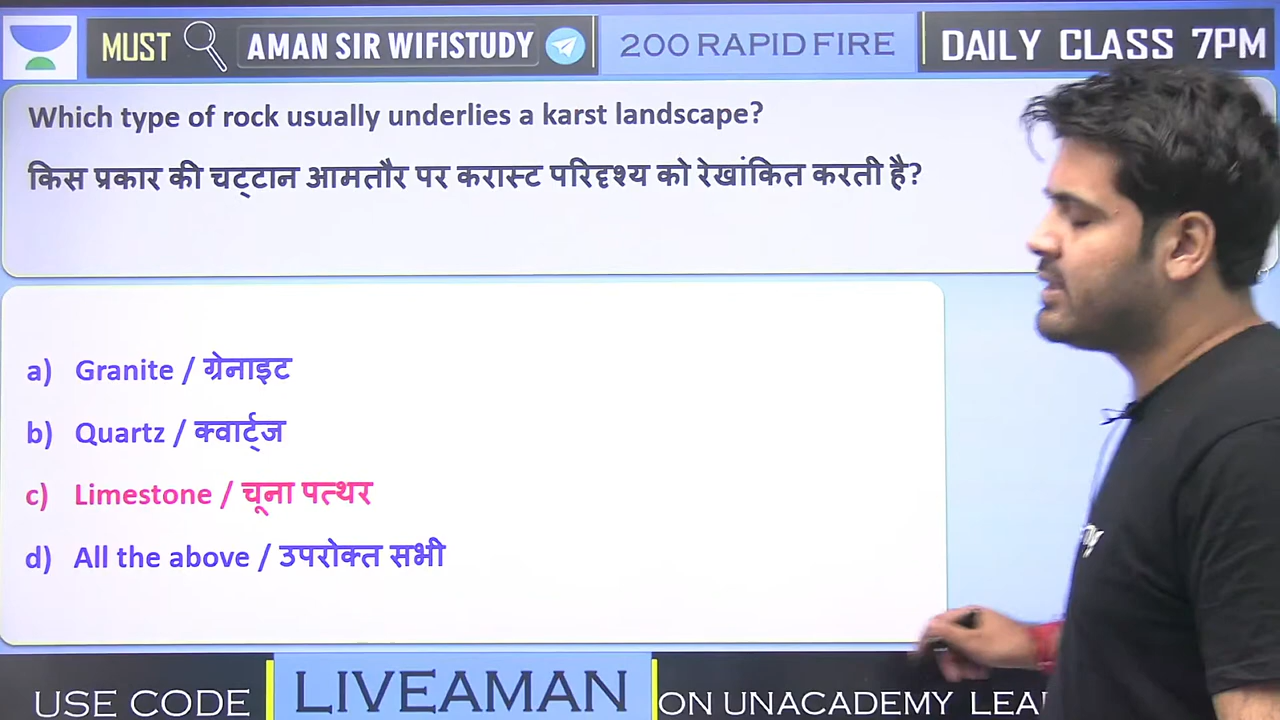 MUST AMAN SIR WIFISTUDY 200 RAPID FIRE DAILY CLASS 7PM
Which type of rock usually underlies a karst landscape?
किस प्रकार की चट्टान आमतौर पर करास्ट परिदृश्य को रेखांकित करती है?
a) Granite / ग्रेनाइट
b) Quartz / क्वार्ट्ज
c) Limestone / चूना पत्थर
d) All the above / उपरोक्त सभी
USE CODE LIVEAMAN ON UNACADEMY